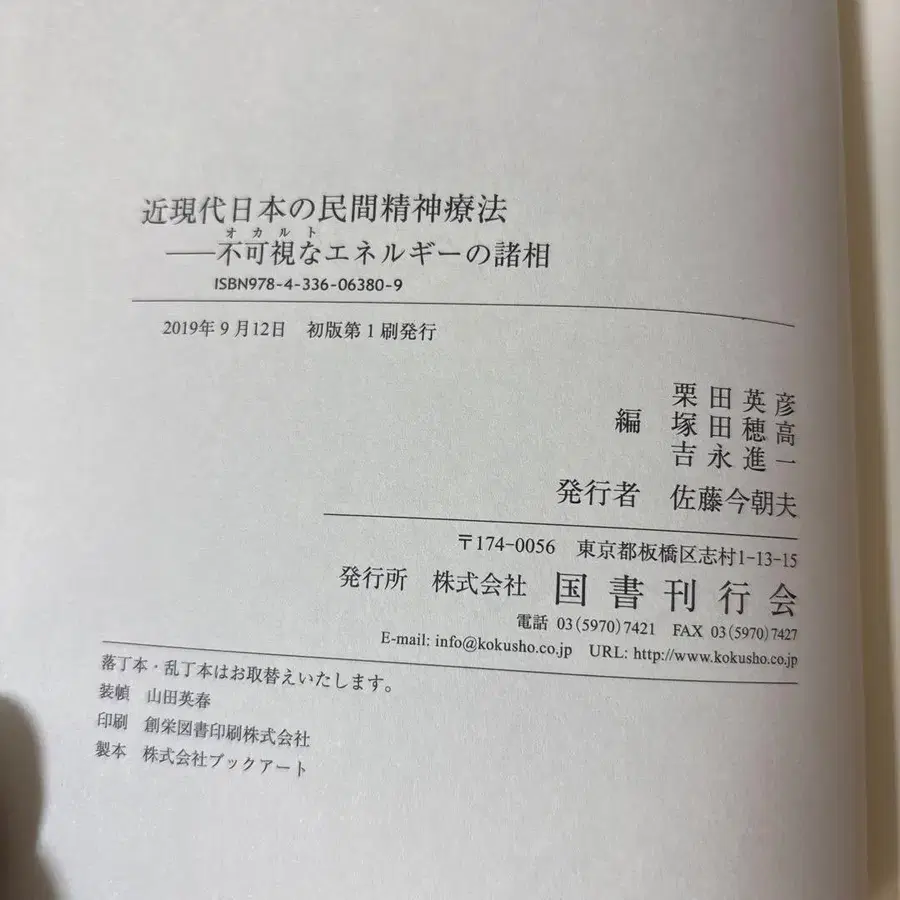 近現代日本の民間精神療法
オカルト
——不可視なエネルギーの諸相
ISBN978-4-336-06380-9
2019年9月12日　初版第1刷発行
栗田英彦
編　塚田穂高
吉永進一
発行者　佐藤今朝夫
〒174-0056　東京都板橋区志村1-13-15
発行所　株式会社　国書刊行会
電話 03(5970)7421　FAX 03(5970)7427
E-mail: info@kokusho.co.jp　URL: http://www.kokusho.co.jp
落丁本・乱丁本はお取替えいたします。
装幀　山田英春
印刷　創栄図書印刷株式会社
製本　株式会社ブックアート